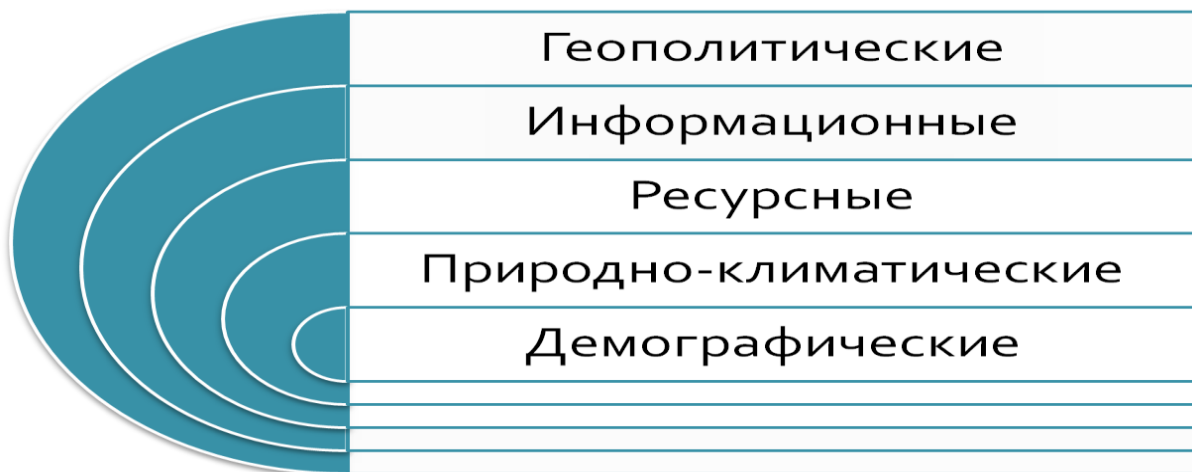 Геополитические
Информационные
Ресурсные
Природно-климатические
Демографические